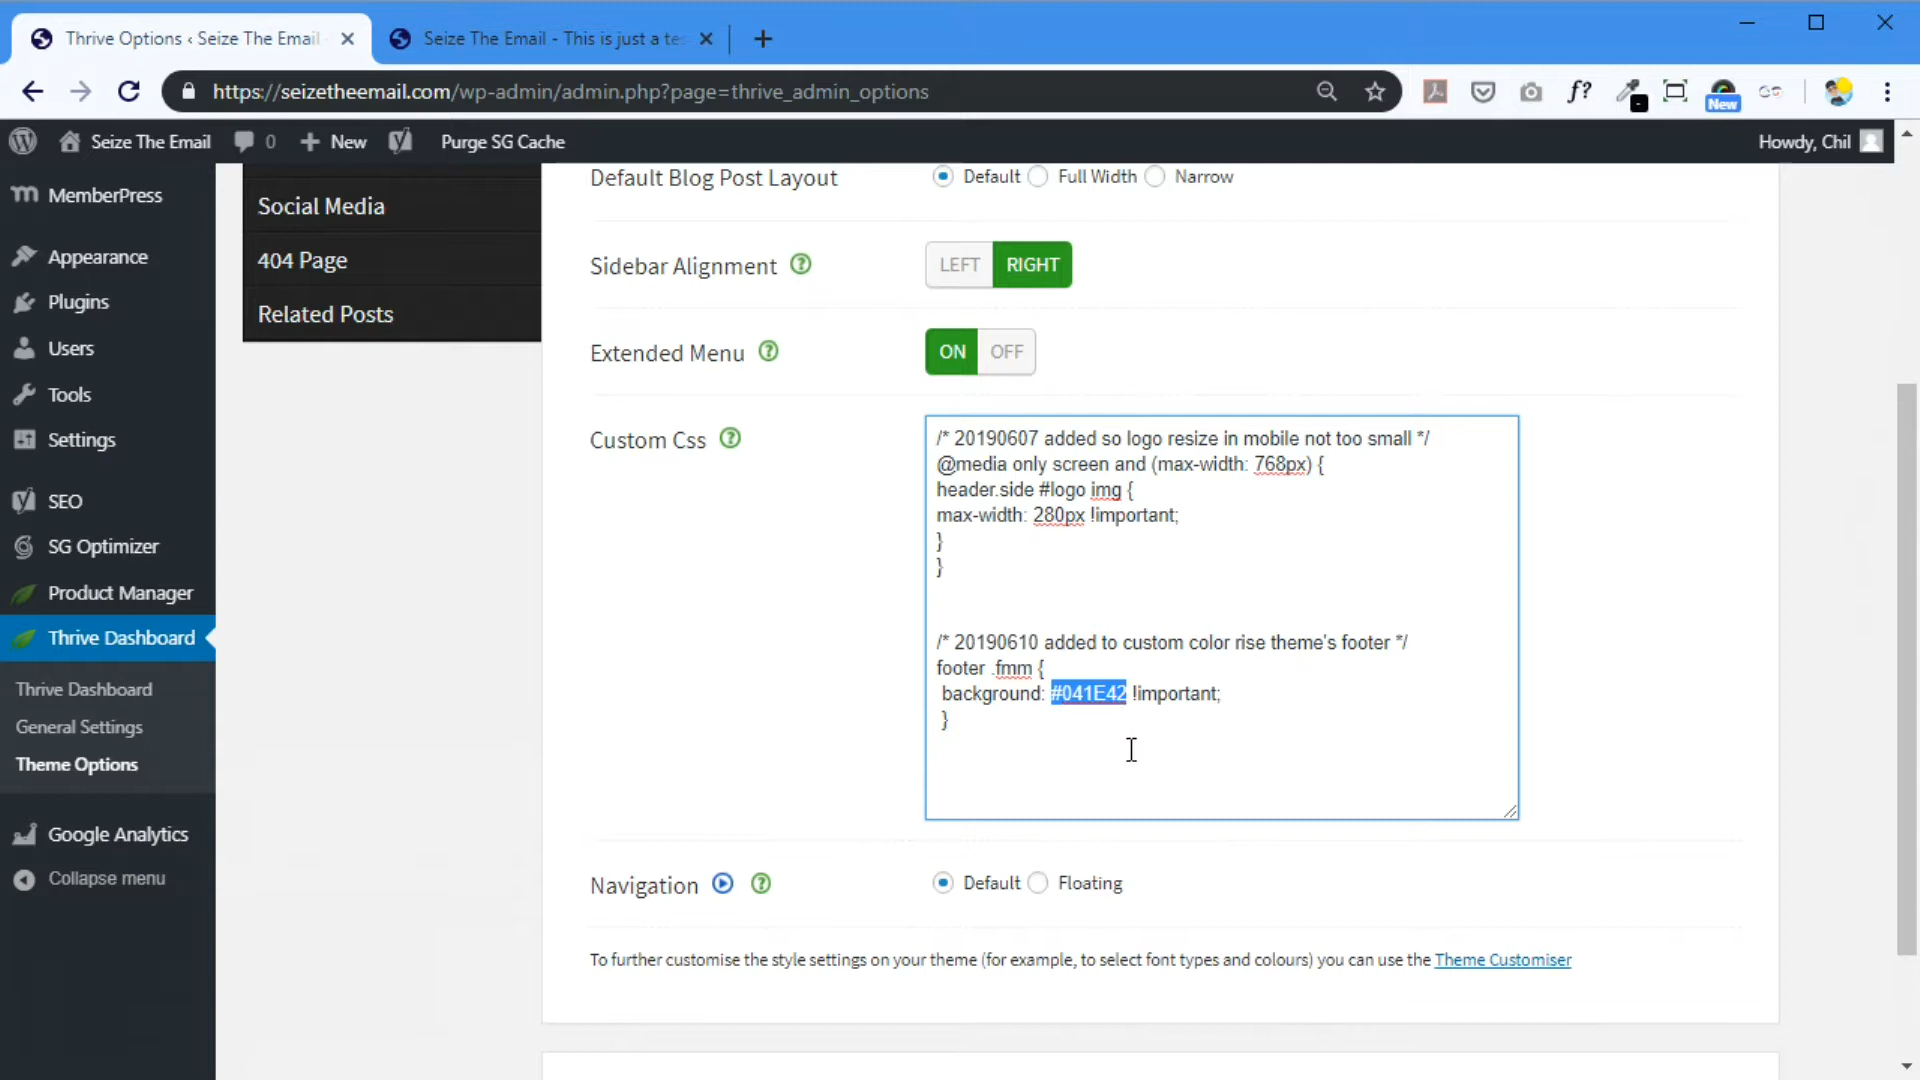 Thrive Options ‹ Seize The Email
Seize The Email - This is just a te
https://seizetheemail.com/wp-admin/admin.php?page=thrive_admin_options
f?
New
Seize The Email
0
New
Purge SG Cache
Howdy, Chil
MemberPress
Appearance
Plugins
Users
Tools
Settings
SEO
SG Optimizer
Product Manager
Thrive Dashboard
Thrive Dashboard
General Settings
Theme Options
Google Analytics
Collapse menu
Social Media
404 Page
Related Posts
Default Blog Post Layout
Default
Full Width
Narrow
Sidebar Alignment
LEFT
RIGHT
Extended Menu
ON
OFF
Custom Css
/* 20190607 added so logo resize in mobile not too small */
@media only screen and (max-width: 768px) {
header.side #logo img {
max-width: 280px !important;
}
}
/* 20190610 added to custom color rise theme's footer */
footer .fmm {
background: #041E42 !important;
}
Navigation
Default
Floating
To further customise the style settings on your theme (for example, to select font types and colours) you can use the Theme Customiser